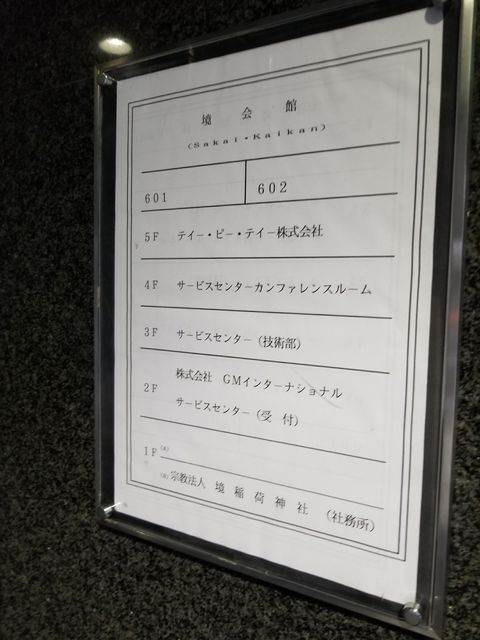 境会館
(Sakai・Kaikan)
601 602
5F テイー・ピー・テイー株式会社
4F サービスセンターカンファレンスルーム
3F サービスセンター(技術部)
2F 株式会社 GMインターナショナル
サービスセンター(受付)
1F
宗教法人 境稲荷神社 (社務所)